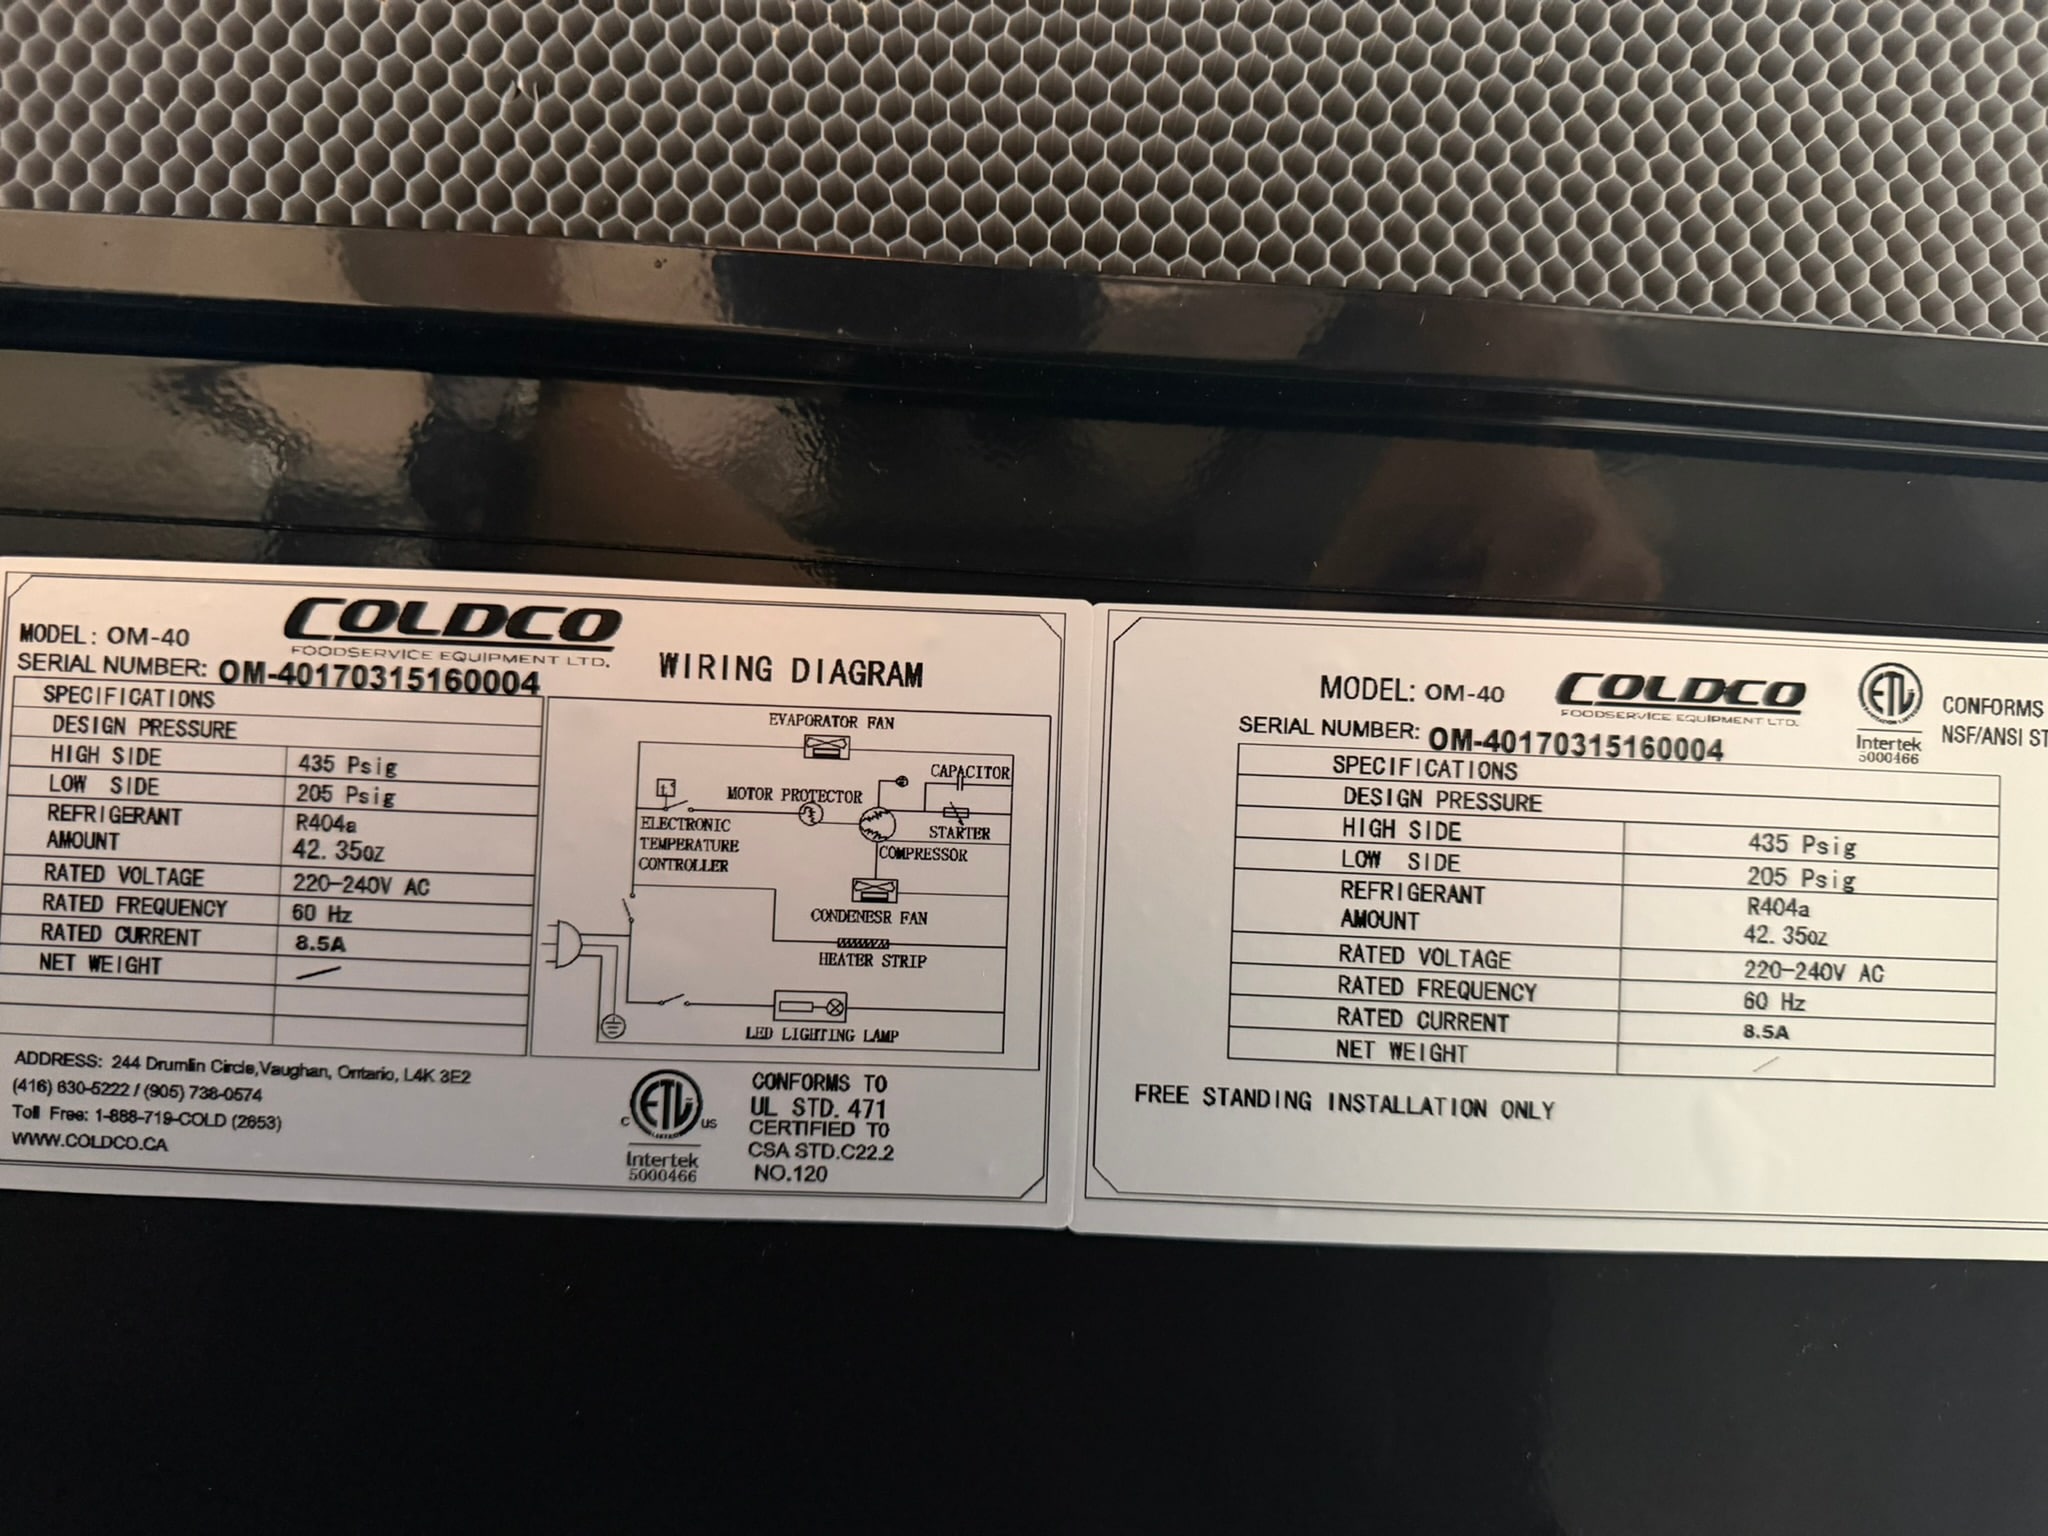 COLDCO
FOODSERVICE EQUIPMENT LTD.
MODEL: OM-40
SERIAL NUMBER: OM-40170315160004
SPECIFICATIONS
DESIGN PRESSURE
HIGH SIDE 435 Psig
LOW SIDE 205 Psig
REFRIGERANT R404a
AMOUNT 42.35oz
RATED VOLTAGE 220-240V AC
RATED FREQUENCY 60 Hz
RATED CURRENT 8.5A
NET WEIGHT /
WIRING DIAGRAM
EVAPORATOR FAN
CAPACITOR
MOTOR PROTECTOR
ELECTRONIC
TEMPERATURE
CONTROLLER
STARTER
COMPRESSOR
CONDENESR FAN
HEATER STRIP
LED LIGHTING LAMP
ADDRESS: 244 Drumlin Circle,Vaughan, Ontario, L4K 3E2
(416) 630-5222 / (905) 738-0574
Toll Free: 1-888-719-COLD (2653)
WWW.COLDCO.CA
C ETL US
LISTED
Intertek
5000466
CONFORMS TO
UL STD. 471
CERTIFIED TO
CSA STD.C22.2
NO.120
MODEL: OM-40
COLDCO
FOODSERVICE EQUIPMENT LTD.
ETL
SANITATION LISTED
Intertek
5000466
CONFORMS
NSF/ANSI ST
SERIAL NUMBER: OM-40170315160004
SPECIFICATIONS
DESIGN PRESSURE
HIGH SIDE 435 Psig
LOW SIDE 205 Psig
REFRIGERANT R404a
AMOUNT 42.35oz
RATED VOLTAGE 220-240V AC
RATED FREQUENCY 60 Hz
RATED CURRENT 8.5A
NET WEIGHT /
FREE STANDING INSTALLATION ONLY